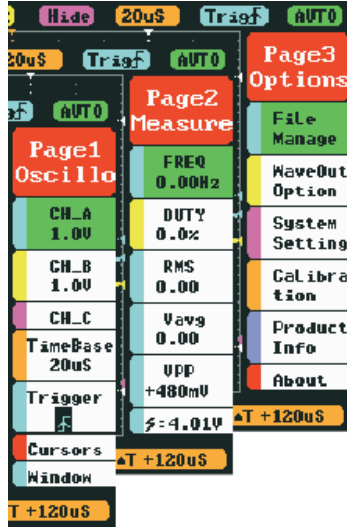 Hide 20uS Trig AUTO
20uS Trig AUTO
AUTO
Page1
Oscillo
CH_A
1.0V
CH_B
1.0V
CH_C
TimeBase
20uS
Trigger
Cursors
Window
T +120uS
Page2
Measure
FREQ
0.00Hz
DUTY
0.0%
RMS
0.00
Vavg
0.00
VPP
+480mV
⚡=4.01V
▲T +120uS
Page3
Options
File
Manage
WaveOut
Option
System
Setting
Calibra
tion
Product
Info
About
▲T +120uS